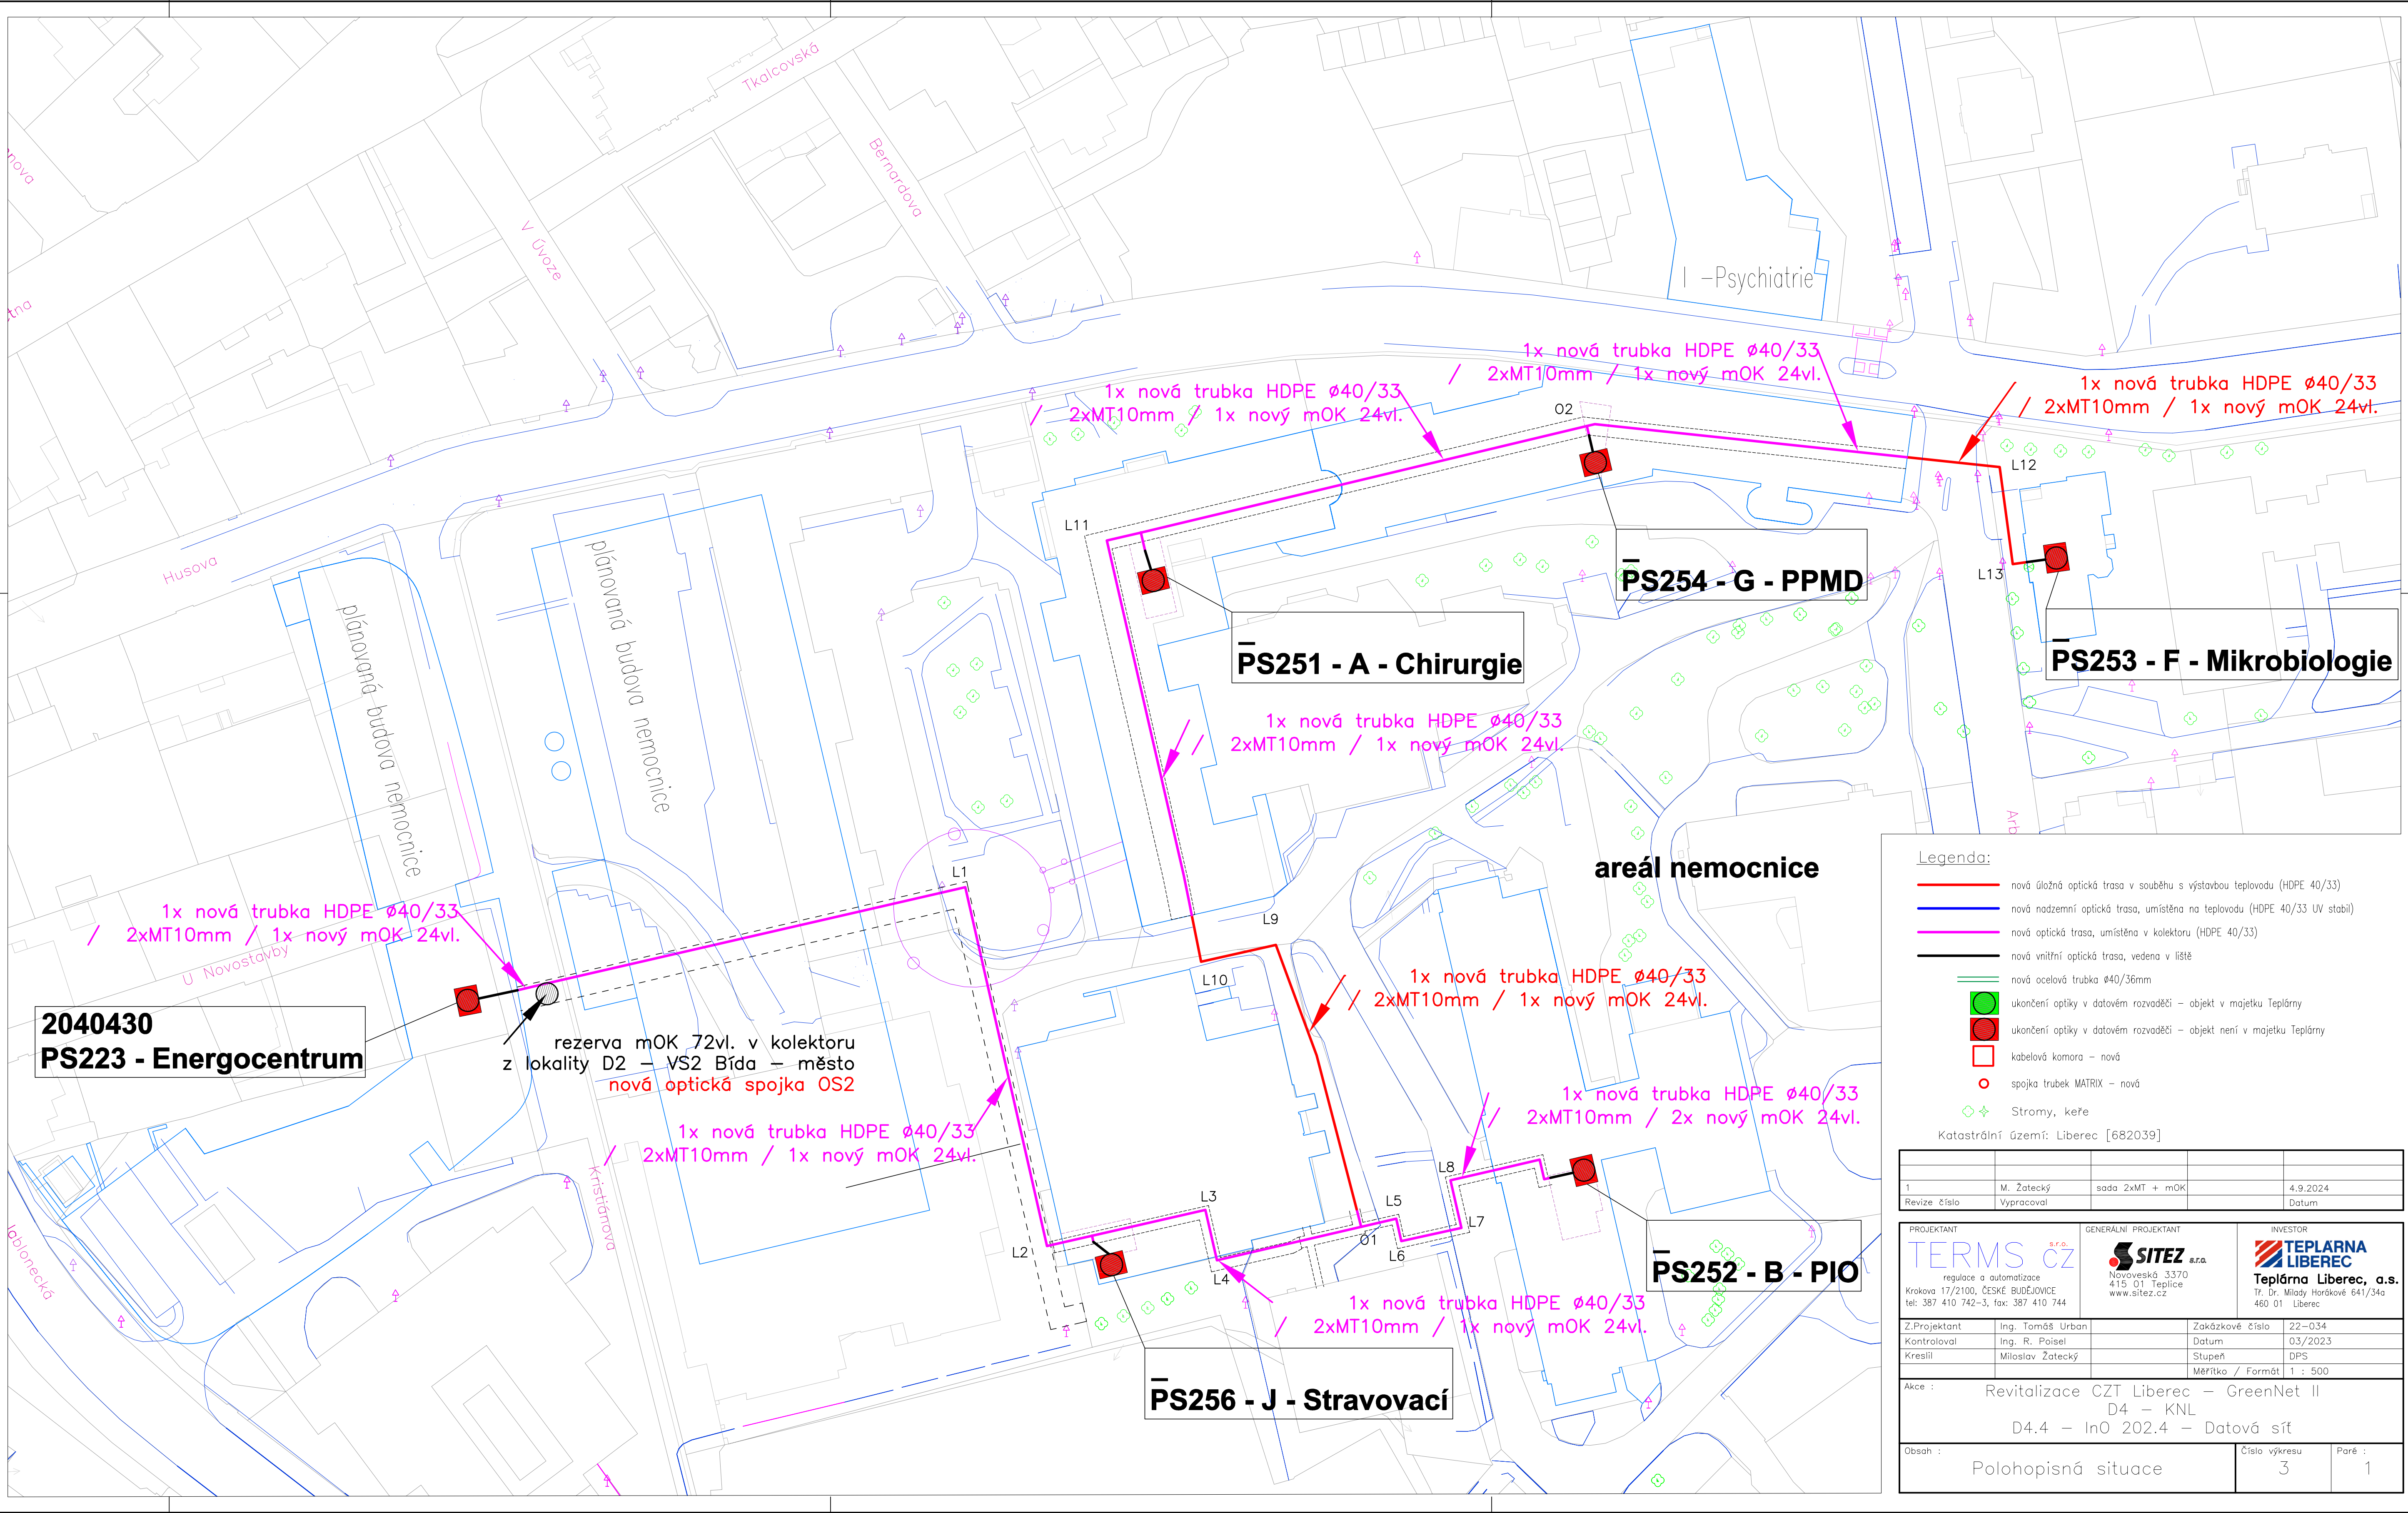 Tkalcovská
Bernardova
V Úvoze
Husova
I -Psychiatrie
1x nová trubka HDPE ø40/33
/ 2xMT10mm / 1x nový mOK 24vl.
1x nová trubka HDPE ø40/33
/ 2xMT10mm / 1x nový mOK 24vl.
1x nová trubka HDPE ø40/33
/ 2xMT10mm / 1x nový mOK 24vl.
O2
L12
L11
L13
plánovaná budova nemocnice
plánovaná budova nemocnice
PS254 - G - PPMD
PS251 - A - Chirurgie
PS253 - F - Mikrobiologie
1x nová trubka HDPE ø40/33
/ 2xMT10mm / 1x nový mOK 24vl.
areál nemocnice
L1
1x nová trubka HDPE ø40/33
/ 2xMT10mm / 1x nový mOK 24vl.
U Novostavby
L9
L10
1x nová trubka HDPE ø40/33
/ 2xMT10mm / 1x nový mOK 24vl.
2040430
PS223 - Energocentrum
rezerva mOK 72vl. v kolektoru
z lokality D2 – VS2 Bída – město
nová optická spojka OS2
1x nová trubka HDPE ø40/33
/ 2xMT10mm / 2x nový mOK 24vl.
1x nová trubka HDPE ø40/33
/ 2xMT10mm / 1x nový mOK 24vl.
Kristiánova
Jablonecká
L8
L3
L5
L7
L2
O1
L6
L4
PS252 - B - PIO
1x nová trubka HDPE ø40/33
/ 2xMT10mm / 1x nový mOK 24vl.
PS256 - J - Stravovací
Legenda:
nová úložná optická trasa v souběhu s výstavbou teplovodu (HDPE 40/33)
nová nadzemní optická trasa, umístěna na teplovodu (HDPE 40/33 UV stabil)
nová optická trasa, umístěna v kolektoru (HDPE 40/33)
nová vnitřní optická trasa, vedena v liště
nová ocelová trubka ø40/36mm
ukončení optiky v datovém rozvaděči – objekt v majetku Teplárny
ukončení optiky v datovém rozvaděči – objekt není v majetku Teplárny
kabelová komora – nová
spojka trubek MATRIX – nová
Stromy, keře
Katastrální území: Liberec [682039]
1 M. Žatecký sada 2xMT + mOK 4.9.2024
Revize číslo Vypracoval Datum
PROJEKTANT
TERMS CZ s.r.o.
regulace a automatizace
Krokova 17/2100, ČESKÉ BUDĚJOVICE
tel: 387 410 742–3, fax: 387 410 744
GENERÁLNÍ PROJEKTANT
SITEZ s.r.o.
Novoveská 3370
415 01 Teplice
www.sitez.cz
INVESTOR
TEPLÁRNA
LIBEREC
Teplárna Liberec, a.s.
Tř. Dr. Milady Horákové 641/34a
460 01 Liberec
Z.Projektant Ing. Tomáš Urban Zakázkové číslo 22–034
Kontroloval Ing. R. Poisel Datum 03/2023
Kreslil Miloslav Žatecký Stupeň DPS
Měřítko / Formát 1 : 500
Akce :
Revitalizace CZT Liberec – GreenNet II
D4 – KNL
D4.4 – InO 202.4 – Datová síť
Obsah :
Polohopisná situace
Číslo výkresu
3
Paré :
1